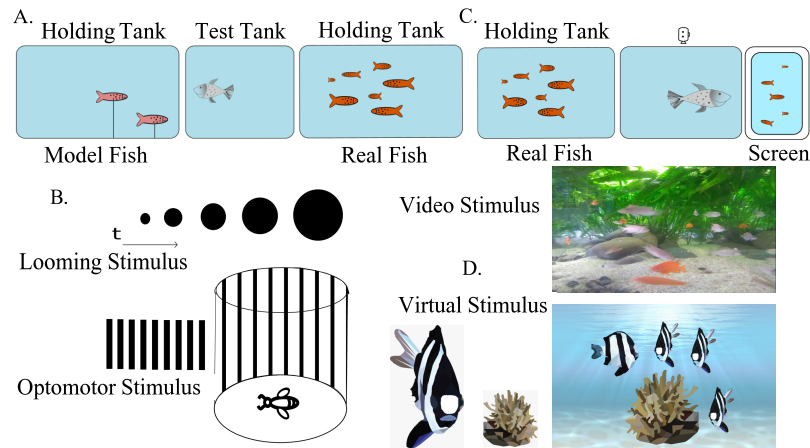 A.
Holding Tank
Test Tank
Holding Tank
Model Fish
Real Fish
C.
Holding Tank
Real Fish
Screen
B.
t
Looming Stimulus
Optomotor Stimulus
Video Stimulus
D.
Virtual Stimulus